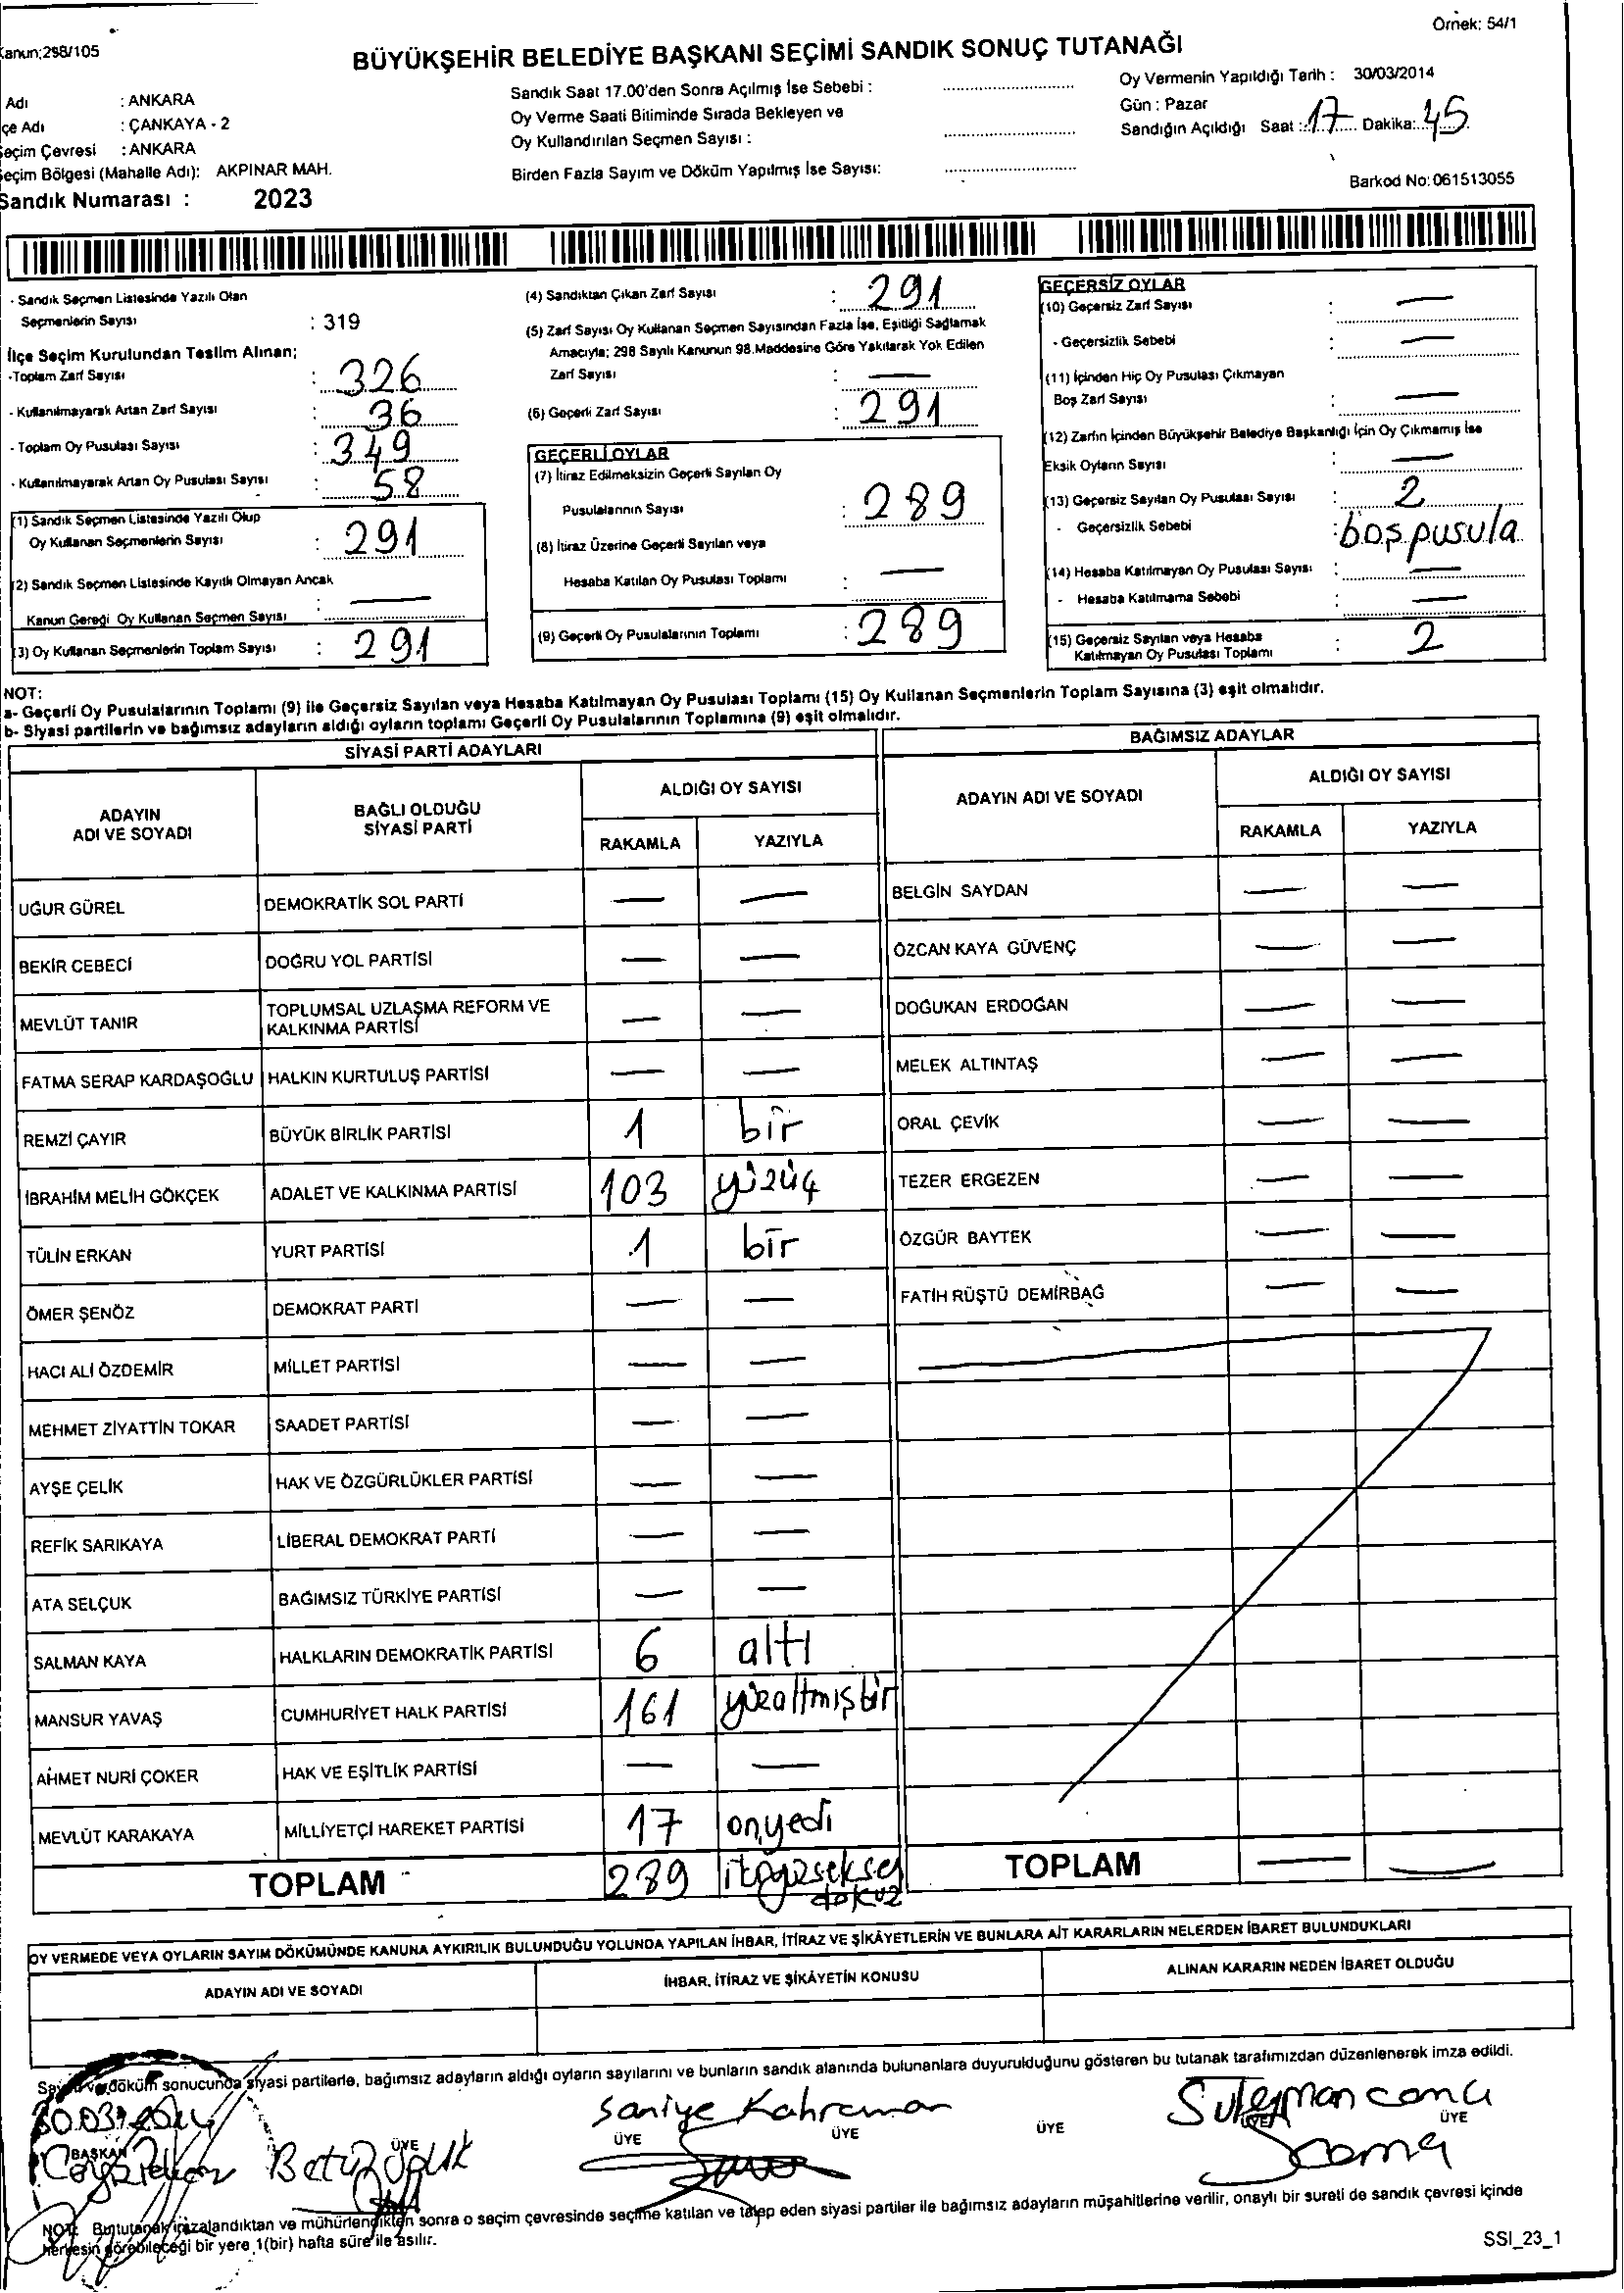 Örnek: 54/1
Kanun;298/105
BÜYÜKŞEHİR BELEDİYE BAŞKANI SEÇİMİ SANDIK SONUÇ TUTANAĞI
Adı : ANKARA
çe Adı : ÇANKAYA - 2
Seçim Çevresi : ANKARA
Seçim Bölgesi (Mahalle Adı): AKPINAR MAH.
Sandık Numarası : 2023
Sandık Saat 17.00'den Sonra Açılmış İse Sebebi :
Oy Verme Saati Bitiminde Sırada Bekleyen ve
Oy Kullandırılan Seçmen Sayısı :
Birden Fazla Sayım ve Döküm Yapılmış İse Sayısı:
Oy Vermenin Yapıldığı Tarih : 30/03/2014
Gün : Pazar
Sandığın Açıldığı Saat : 17 Dakika: 45
Barkod No: 061513055
- Sandık Seçmen Listesinde Yazılı Olan
Seçmenlerin Sayısı : 319
İlçe Seçim Kurulundan Teslim Alınan;
-Toplam Zarf Sayısı : 326
- Kullanılmayarak Artan Zarf Sayısı : 36
- Toplam Oy Pusulası Sayısı : 349
- Kullanılmayarak Artan Oy Pusulası Sayısı : 58
(1) Sandık Seçmen Listesinde Yazılı Olup
Oy Kullanan Seçmenlerin Sayısı : 291
(2) Sandık Seçmen Listesinde Kayıtlı Olmayan Ancak
Kanun Gereği Oy Kullanan Seçmen Sayısı : —
(3) Oy Kullanan Seçmenlerin Toplam Sayısı : 291
(4) Sandıktan Çıkan Zarf Sayısı : 291
(5) Zarf Sayısı Oy Kullanan Seçmen Sayısından Fazla İse, Eşitliği Sağlamak
Amacıyla; 298 Sayılı Kanunun 98.Maddesine Göre Yakılarak Yok Edilen
Zarf Sayısı : —
(6) Geçerli Zarf Sayısı : 291
GEÇERLİ OYLAR
(7) İtiraz Edilmeksizin Geçerli Sayılan Oy
Pusulalarının Sayısı : 289
(8) İtiraz Üzerine Geçerli Sayılan veya
Hesaba Katılan Oy Pusulası Toplamı : —
(9) Geçerli Oy Pusulalarının Toplamı : 289
GEÇERSİZ OYLAR
(10) Geçersiz Zarf Sayısı : —
- Geçersizlik Sebebi : —
(11) İçinden Hiç Oy Pusulası Çıkmayan
Boş Zarf Sayısı : —
(12) Zarfın İçinden Büyükşehir Belediye Başkanlığı İçin Oy Çıkmamış İse
Eksik Oyların Sayısı : —
(13) Geçersiz Sayılan Oy Pusulası Sayısı : 2
- Geçersizlik Sebebi : boş pusula
(14) Hesaba Katılmayan Oy Pusulası Sayısı : —
- Hesaba Katılmama Sebebi : —
(15) Geçersiz Sayılan veya Hesaba
Katılmayan Oy Pusulası Toplamı : 2
NOT:
a- Geçerli Oy Pusulalarının Toplamı (9) ile Geçersiz Sayılan veya Hesaba Katılmayan Oy Pusulası Toplamı (15) Oy Kullanan Seçmenlerin Toplam Sayısına (3) eşit olmalıdır.
b- Siyasi partilerin ve bağımsız adayların aldığı oyların toplamı Geçerli Oy Pusulalarının Toplamına (9) eşit olmalıdır.
SİYASİ PARTİ ADAYLARI
ADAYIN ADI VE SOYADI BAĞLI OLDUĞU SİYASİ PARTİ ALDIĞI OY SAYISI
RAKAMLA YAZIYLA
UĞUR GÜREL DEMOKRATİK SOL PARTİ — —
BEKİR CEBECİ DOĞRU YOL PARTİSİ — —
MEVLÜT TANIR TOPLUMSAL UZLAŞMA REFORM VE KALKINMA PARTİSİ — —
FATMA SERAP KARDAŞOĞLU HALKIN KURTULUŞ PARTİSİ — —
REMZİ ÇAYIR BÜYÜK BİRLİK PARTİSİ 1 bir
İBRAHİM MELİH GÖKÇEK ADALET VE KALKINMA PARTİSİ 103 yüzüç
TÜLİN ERKAN YURT PARTİSİ 1 bir
ÖMER ŞENÖZ DEMOKRAT PARTİ — —
HACI ALİ ÖZDEMİR MİLLET PARTİSİ — —
MEHMET ZİYATTİN TOKAR SAADET PARTİSİ — —
AYŞE ÇELİK HAK VE ÖZGÜRLÜKLER PARTİSİ — —
REFİK SARIKAYA LİBERAL DEMOKRAT PARTİ — —
ATA SELÇUK BAĞIMSIZ TÜRKİYE PARTİSİ — —
SALMAN KAYA HALKLARIN DEMOKRATİK PARTİSİ 6 altı
MANSUR YAVAŞ CUMHURİYET HALK PARTİSİ 161 yüzaltmışbir
AHMET NURİ ÇOKER HAK VE EŞİTLİK PARTİSİ — —
MEVLÜT KARAKAYA MİLLİYETÇİ HAREKET PARTİSİ 17 onyedi
TOPLAM 289 ikiyüzseksen
dokuz
BAĞIMSIZ ADAYLAR
ADAYIN ADI VE SOYADI ALDIĞI OY SAYISI
RAKAMLA YAZIYLA
BELGİN SAYDAN — —
ÖZCAN KAYA GÜVENÇ — —
DOĞUKAN ERDOĞAN — —
MELEK ALTINTAŞ — —
ORAL ÇEVİK — —
TEZER ERGEZEN — —
ÖZGÜR BAYTEK — —
FATİH RÜŞTÜ DEMİRBAĞ — —
TOPLAM — —
OY VERMEDE VEYA OYLARIN SAYIM DÖKÜMÜNDE KANUNA AYKIRILIK BULUNDUĞU YOLUNDA YAPILAN İHBAR, İTİRAZ VE ŞİKÂYETLERİN VE BUNLARA AİT KARARLARIN NELERDEN İBARET BULUNDUKLARI
ADAYIN ADI VE SOYADI İHBAR, İTİRAZ VE ŞİKÂYETİN KONUSU ALINAN KARARIN NEDEN İBARET OLDUĞU
Sayım ve döküm sonucunda siyasi partilerle, bağımsız adayların aldığı oyların sayılarını ve bunların sandık alanında bulunanlara duyurulduğunu gösteren bu tutanak tarafımızdan düzenlenerek imza edildi.
30.03.2014 Saniye Kahraman Süleyman cama
BAŞKAN ÜYE ÜYE ÜYE ÜYE ÜYE ÜYE
Betül
NOT: Bu tutanak imzalandıktan ve mühürlendikten sonra o seçim çevresinde seçime katılan ve talep eden siyasi partiler ile bağımsız adayların müşahitlerine verilir, onaylı bir sureti de sandık çevresi içinde
herkesin görebileceği bir yere 1(bir) hafta süre ile asılır.
SSI_23_1